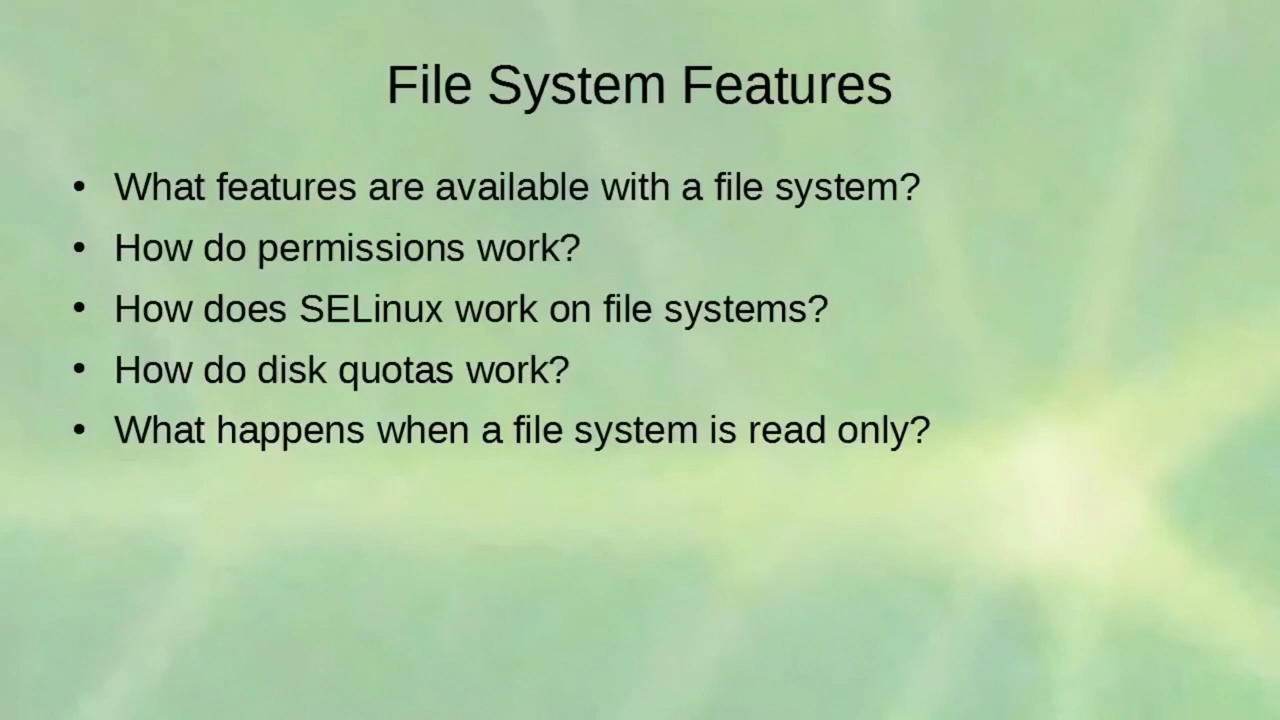 File System Features
• What features are available with a file system?
• How do permissions work?
• How does SELinux work on file systems?
• How do disk quotas work?
• What happens when a file system is read only?